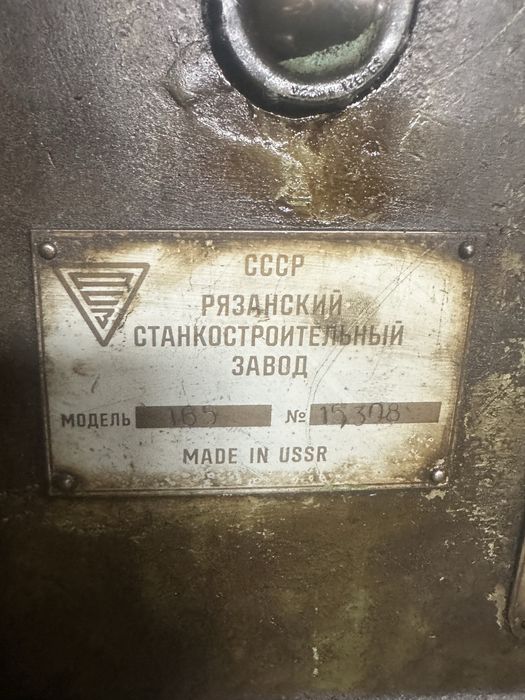 СССР
РЯЗАНСКИЙ
СТАНКОСТРОИТЕЛЬНЫЙ
ЗАВОД
МОДЕЛЬ 165 № 15308
MADE IN USSR